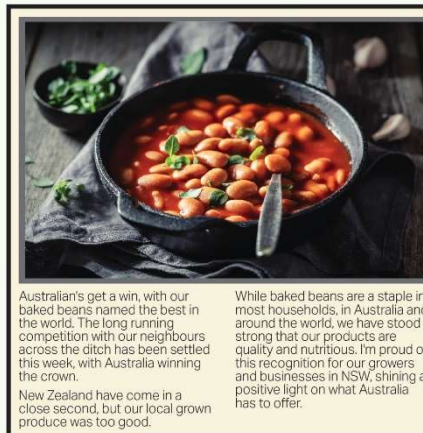 Australian's get a win, with our
baked beans named the best in
the world. The long running
competition with our neighbours
across the ditch has been settled
this week, with Australia winning
the crown.
New Zealand have come in a
close second, but our local grown
produce was too good.
While baked beans are a staple in
most households, in Australia and
around the world, we have stood
strong that our products are
quality and nutritious. I'm proud o
this recognition for our growers
and businesses in NSW, shining a
positive light on what Australia
has to offer.